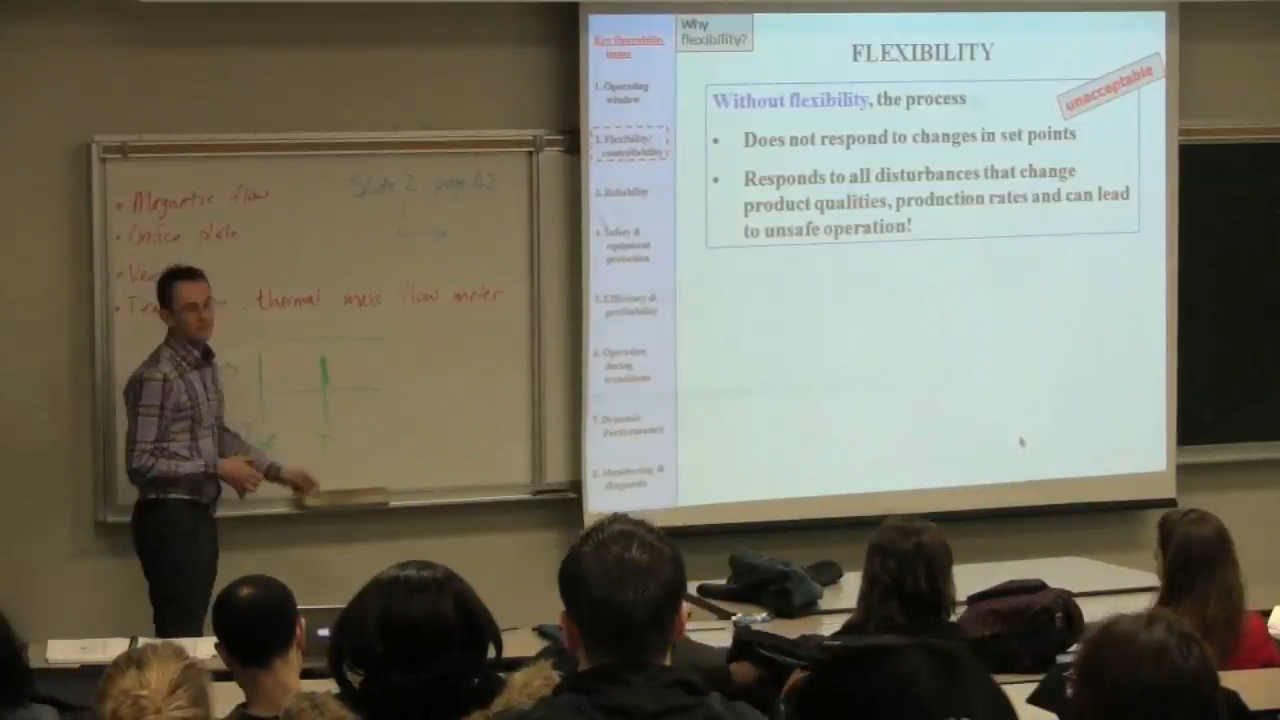 • Magnetic flow
• Orifice plate
: thermal mass flow meter
Slide 2 page 42
Why
flexibility?
FLEXIBILITY
unacceptable
Without flexibility, the process
• Does not respond to changes in set points
• Responds to all disturbances that change
product qualities, production rates and can lead
to unsafe operation!
Key Operability
issues
1. Operating
window
2. Flexibility/
controllability
3. Reliability
4. Safety &
equipment
protection
5. Efficiency &
profitability
6. Operation
during
transitions
7. Dynamic
Performance
8. Monitoring &
diagnosis